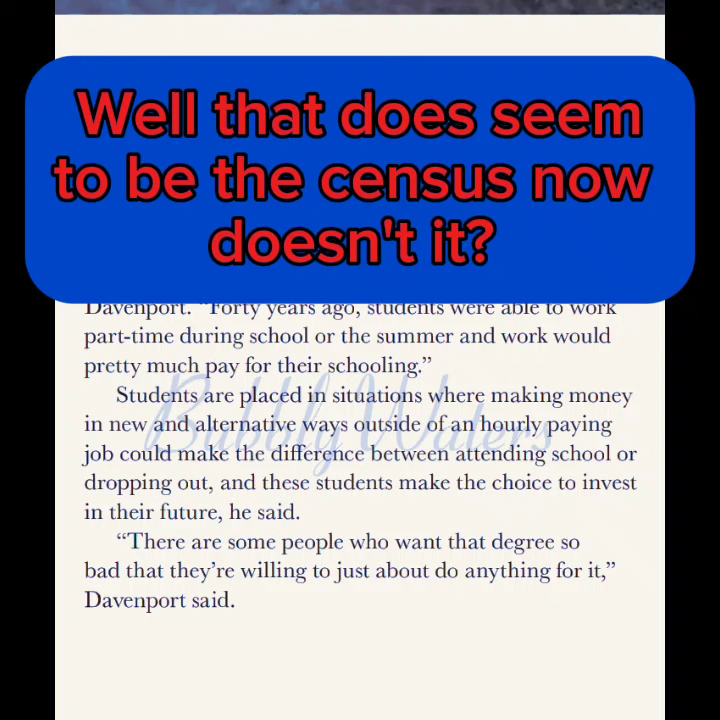 Well that does seem
to be the census now
doesn't it?
Davenport. “Forty years ago, students were able to work
part-time during school or the summer and work would
pretty much pay for their schooling.”
Students are placed in situations where making money
in new and alternative ways outside of an hourly paying
job could make the difference between attending school or
dropping out, and these students make the choice to invest
in their future, he said.
“There are some people who want that degree so
bad that they’re willing to just about do anything for it,”
Davenport said.
Bubbly Waters